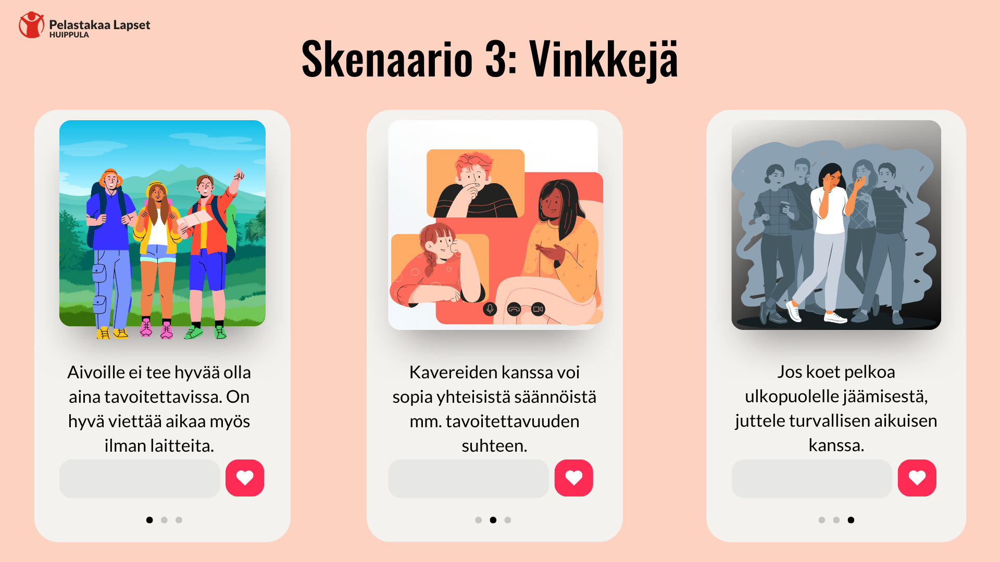 Pelastakaa Lapset
HUIPPULA
Skenaario 3: Vinkkejä
Aivoille ei tee hyvää olla
aina tavoitettavissa. On
hyvä viettää aikaa myös
ilman laitteita.
Kavereiden kanssa voi
sopia yhteisistä säännöistä
mm. tavoitettavuuden
suhteen.
Jos koet pelkoa
ulkopuolelle jäämisestä,
juttele turvallisen aikuisen
kanssa.